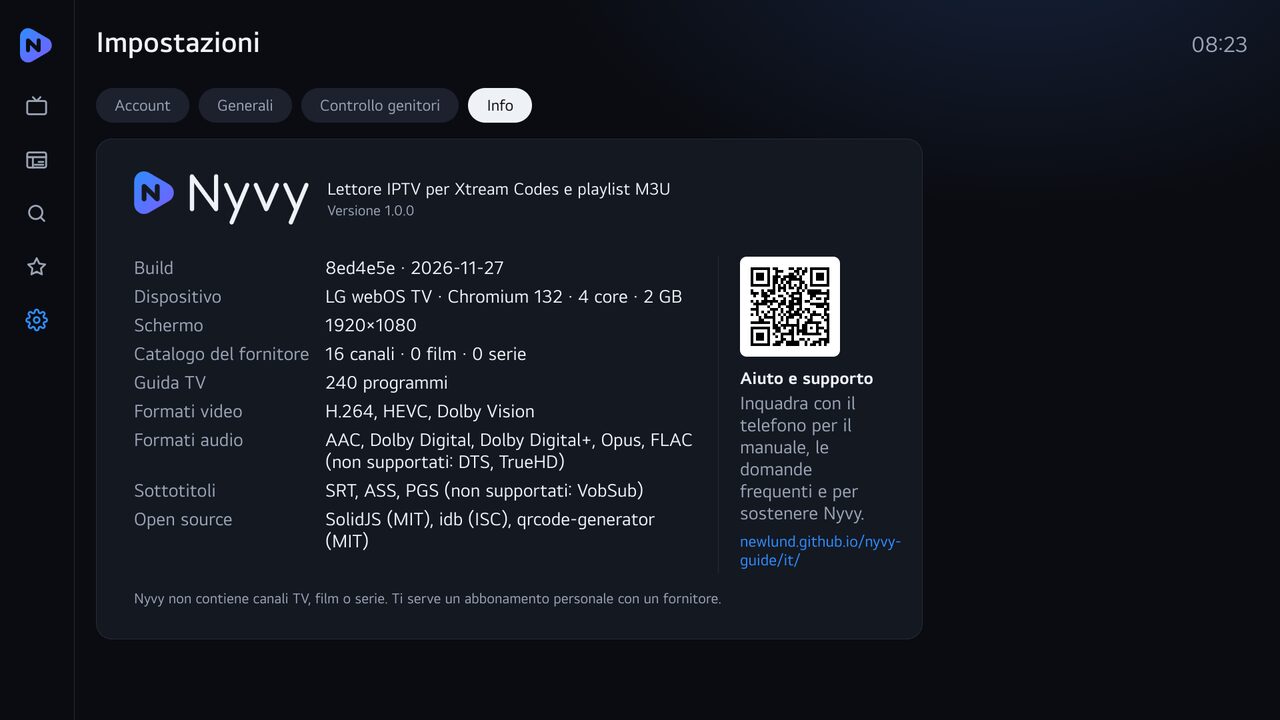 Impostazioni
08:23
Account
Generali
Controllo genitori
Info
N
Nyvy
Lettore IPTV per Xtream Codes e playlist M3U
Versione 1.0.0
Build 8ed4e5e · 2026-11-27
Dispositivo LG webOS TV · Chromium 132 · 4 core · 2 GB
Schermo 1920×1080
Catalogo del fornitore 16 canali · 0 film · 0 serie
Guida TV 240 programmi
Formati video H.264, HEVC, Dolby Vision
Formati audio AAC, Dolby Digital, Dolby Digital+, Opus, FLAC
(non supportati: DTS, TrueHD)
Sottotitoli SRT, ASS, PGS (non supportati: VobSub)
Open source SolidJS (MIT), idb (ISC), qrcode-generator
(MIT)
Aiuto e supporto
Inquadra con il
telefono per il
manuale, le
domande
frequenti e per
sostenere Nyvy.
newlund.github.io/nyvy-
guide/it/
Nyvy non contiene canali TV, film o serie. Ti serve un abbonamento personale con un fornitore.